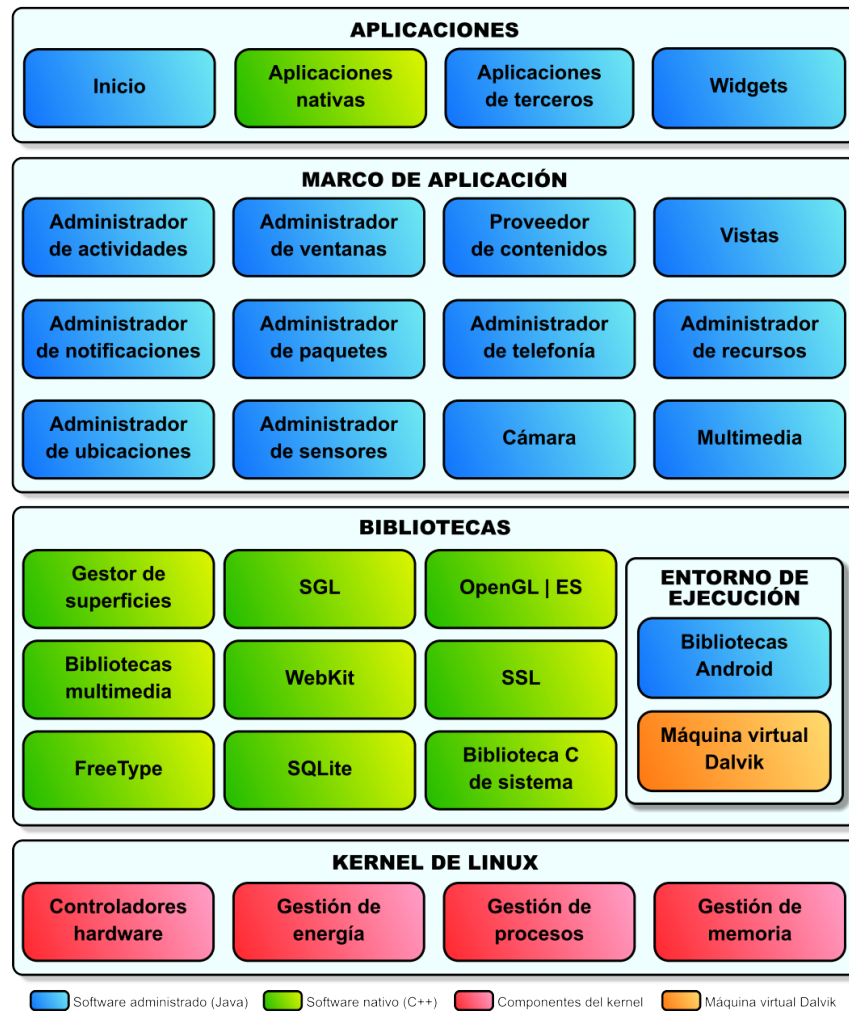 APLICACIONES
Inicio
Aplicaciones
nativas
Aplicaciones
de terceros
Widgets
MARCO DE APLICACIÓN
Administrador
de actividades
Administrador
de ventanas
Proveedor
de contenidos
Vistas
Administrador
de notificaciones
Administrador
de paquetes
Administrador
de telefonía
Administrador
de recursos
Administrador
de ubicaciones
Administrador
de sensores
Cámara
Multimedia
BIBLIOTECAS
Gestor de
superficies
SGL
OpenGL | ES
Bibliotecas
multimedia
WebKit
SSL
FreeType
SQLite
Biblioteca C
de sistema
ENTORNO DE
EJECUCIÓN
Bibliotecas
Android
Máquina virtual
Dalvik
KERNEL DE LINUX
Controladores
hardware
Gestión de
energía
Gestión de
procesos
Gestión de
memoria
Software administrado (Java)
Software nativo (C++)
Componentes del kernel
Máquina virtual Dalvik